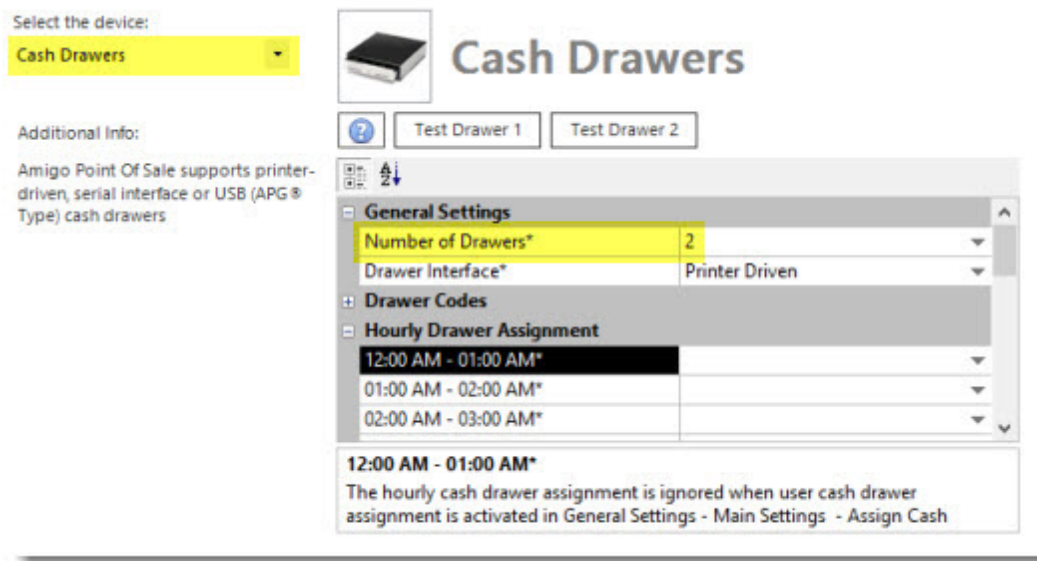 Select the device:
Cash Drawers
Additional Info:
Amigo Point Of Sale supports printer-
driven, serial interface or USB (APG®
Type) cash drawers
Cash Drawers
Test Drawer 1 Test Drawer 2
General Settings
Number of Drawers* 2
Drawer Interface* Printer Driven
Drawer Codes
Hourly Drawer Assignment
12:00 AM - 01:00 AM*
01:00 AM - 02:00 AM*
02:00 AM - 03:00 AM*
12:00 AM - 01:00 AM*
The hourly cash drawer assignment is ignored when user cash drawer
assignment is activated in General Settings - Main Settings - Assign Cash